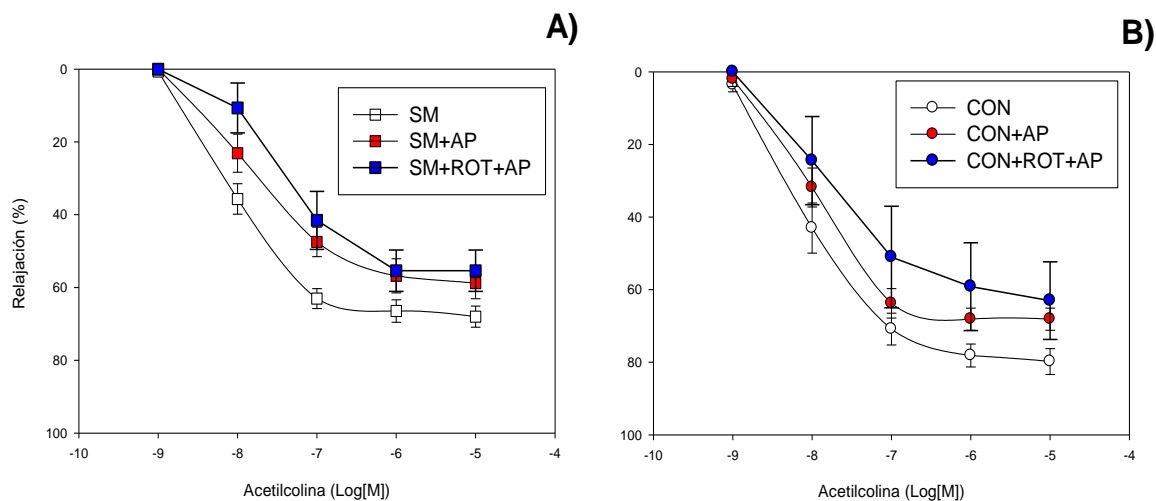 A)
0
20
40
60
80
100
Relajación (%)
SM
SM+AP
SM+ROT+AP
-10 -9 -8 -7 -6 -5 -4
Acetilcolina (Log[M])
B)
0
20
40
60
80
100
CON
CON+AP
CON+ROT+AP
-10 -9 -8 -7 -6 -5 -4
Acetilcolina (Log[M])